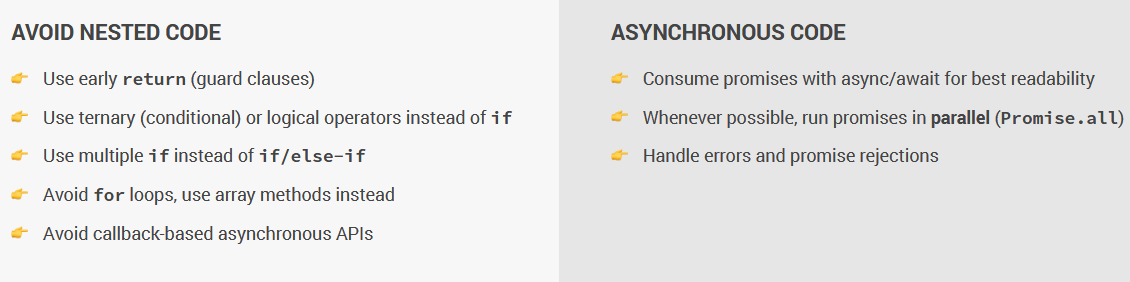 AVOID NESTED CODE
👉 Use early return (guard clauses)
👉 Use ternary (conditional) or logical operators instead of if
👉 Use multiple if instead of if/else-if
👉 Avoid for loops, use array methods instead
👉 Avoid callback-based asynchronous APIs
ASYNCHRONOUS CODE
👉 Consume promises with async/await for best readability
👉 Whenever possible, run promises in parallel (Promise.all)
👉 Handle errors and promise rejections